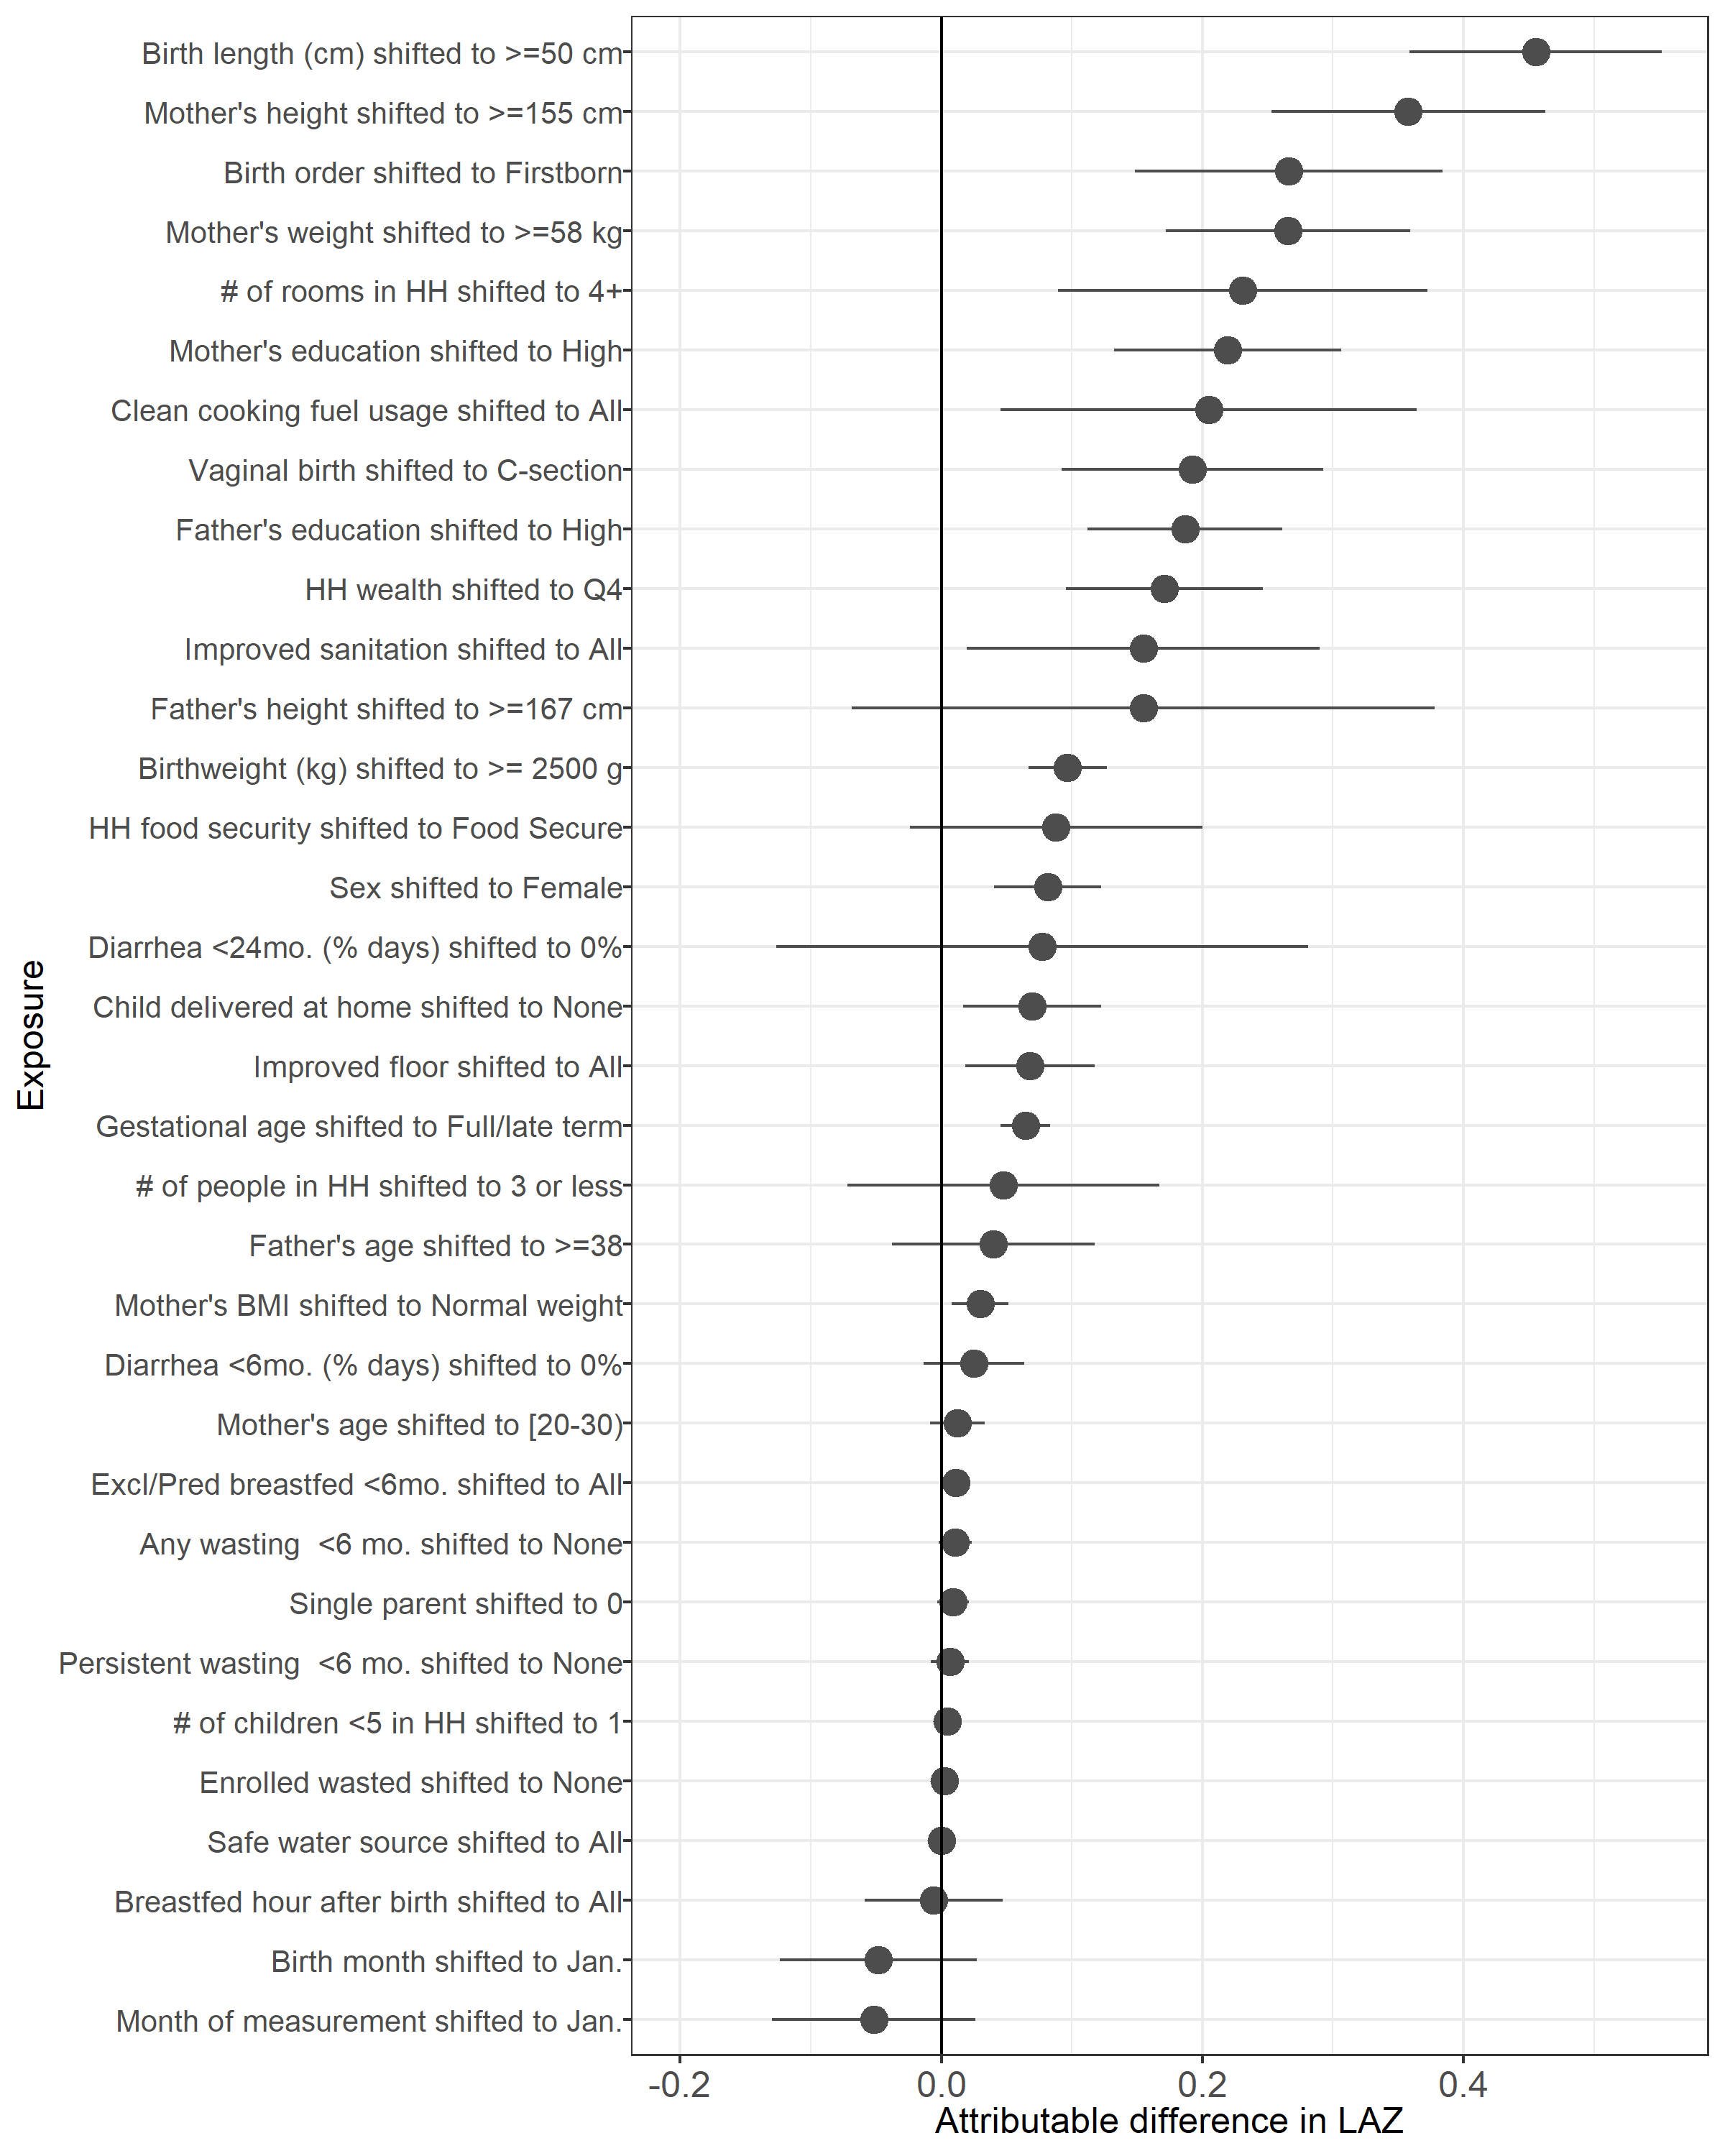 Birth length (cm) shifted to >=50 cm
Mother's height shifted to >=155 cm
Birth order shifted to Firstborn
Mother's weight shifted to >=58 kg
# of rooms in HH shifted to 4+
Mother's education shifted to High
Clean cooking fuel usage shifted to All
Vaginal birth shifted to C-section
Father's education shifted to High
HH wealth shifted to Q4
Improved sanitation shifted to All
Father's height shifted to >=167 cm
Birthweight (kg) shifted to >= 2500 g
HH food security shifted to Food Secure
Sex shifted to Female
Diarrhea <24mo. (% days) shifted to 0%
Child delivered at home shifted to None
Improved floor shifted to All
Gestational age shifted to Full/late term
# of people in HH shifted to 3 or less
Father's age shifted to >=38
Mother's BMI shifted to Normal weight
Diarrhea <6mo. (% days) shifted to 0%
Mother's age shifted to [20-30)
Excl/Pred breastfed <6mo. shifted to All
Any wasting  <6 mo. shifted to None
Single parent shifted to 0
Persistent wasting  <6 mo. shifted to None
# of children <5 in HH shifted to 1
Enrolled wasted shifted to None
Safe water source shifted to All
Breastfed hour after birth shifted to All
Birth month shifted to Jan.
Month of measurement shifted to Jan.
Exposure
-0.2 0.0 0.2 0.4
Attributable difference in LAZ